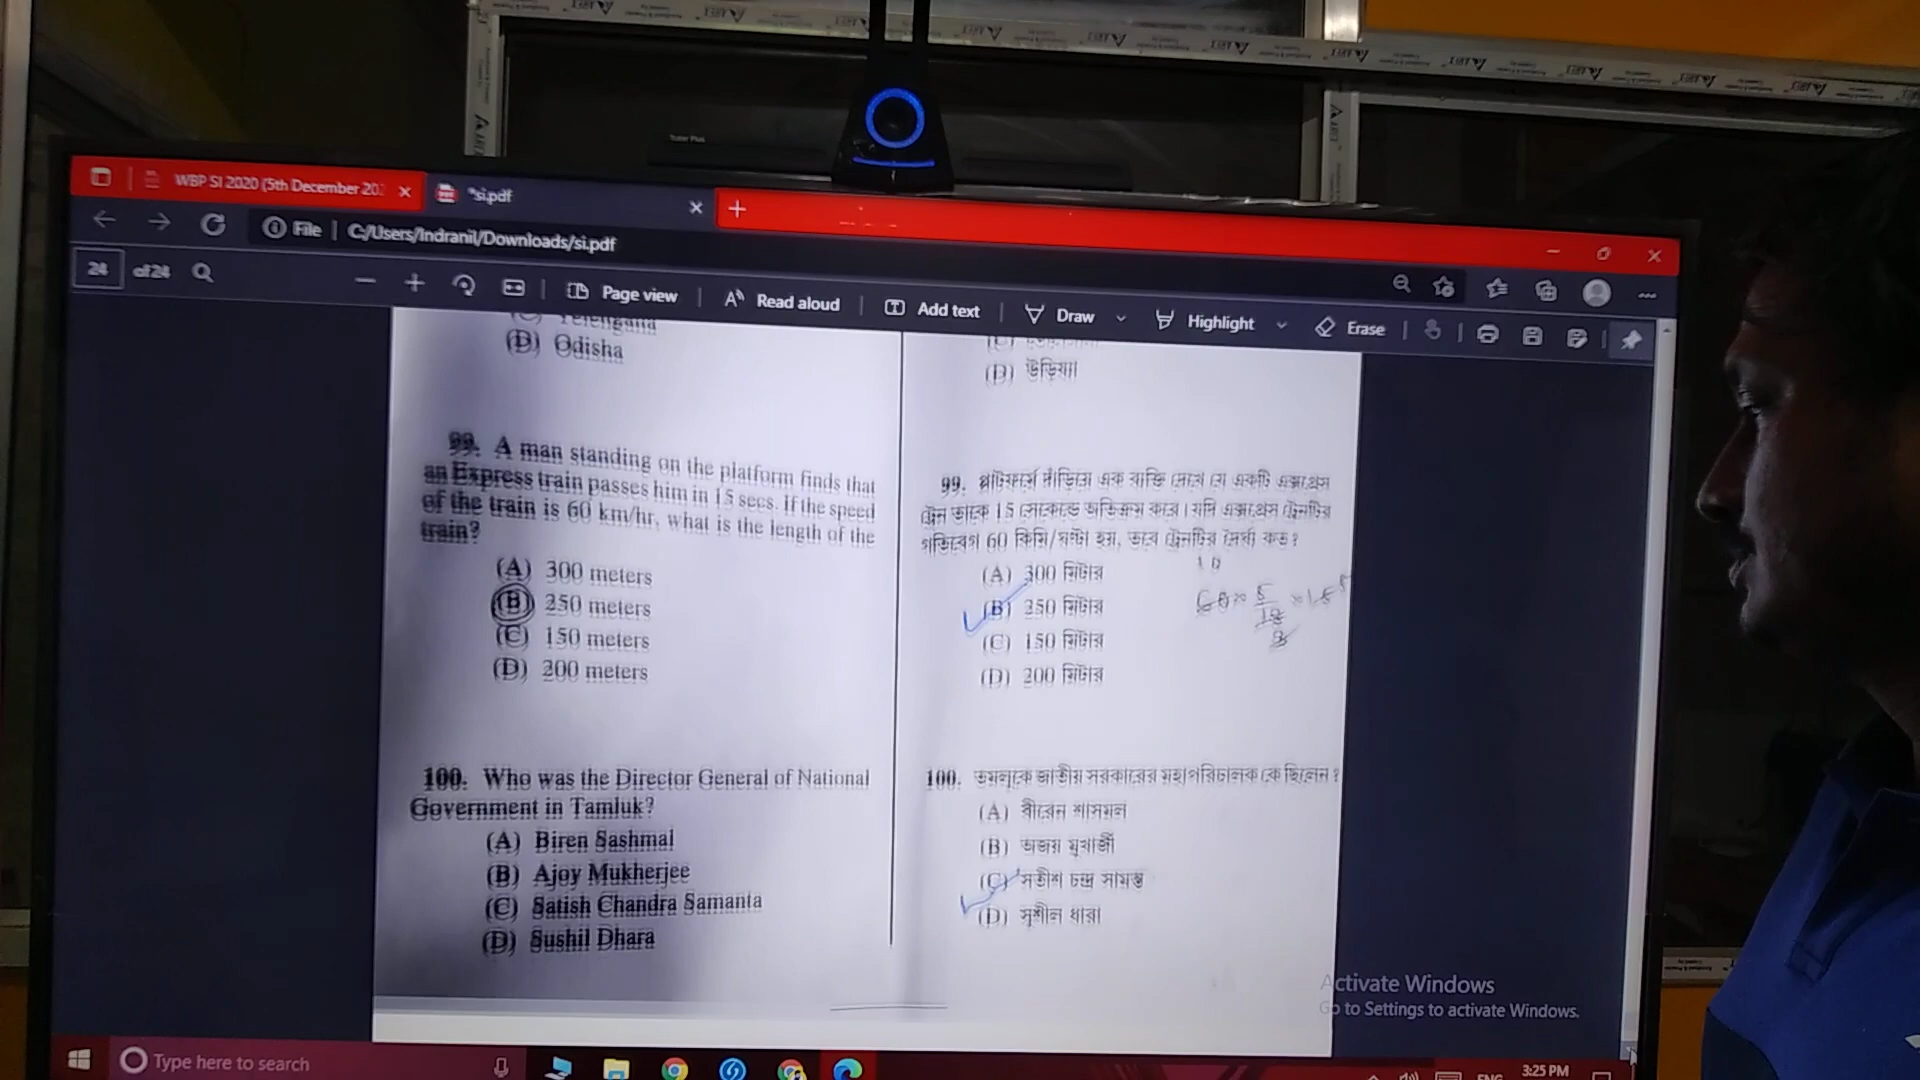 Tutor Plus
WBP SI 2020 (5th December 20
*si.pdf
File | C:/Users/Indranil/Downloads/si.pdf
24 of 24
Page view
Read aloud
Add text
Draw
Highlight
Erase
(C) Telengana
(D) Odisha
99. A man standing on the platform finds that
an Express train passes him in 15 secs. If the speed
of the train is 60 km/hr, what is the length of the
train?
(A) 300 meters
(B) 250 meters
(C) 150 meters
(D) 200 meters
100. Who was the Director General of National
Government in Tamluk?
(A) Biren Sashmal
(B) Ajoy Mukherjee
(C) Satish Chandra Samanta
(D) Sushil Dhara
(D) উড়িষ্যা
99. প্লাটফর্মে দাঁড়িয়ে এক ব্যক্তি দেখে যে একটি এক্সপ্রেস
ট্রেন তাকে 15 সেকেন্ডে অতিক্রম করে। যদি এক্সপ্রেস ট্রেনটির
গতিবেগ 60 কিমি/ঘণ্টা হয়, তবে ট্রেনটির দৈর্ঘ্য কত?
(A) 300 মিটার
(B) 250 মিটার
(C) 150 মিটার
(D) 200 মিটার
100. তমলুকে জাতীয় সরকারের মহাপরিচালক কে ছিলেন?
(A) বীরেন শাসমল
(B) অজয় মুখার্জী
(C) সতীশ চন্দ্র সামন্ত
(D) সুশীল ধারা
Activate Windows
Go to Settings to activate Windows.
Type here to search
ENG
3:25 PM